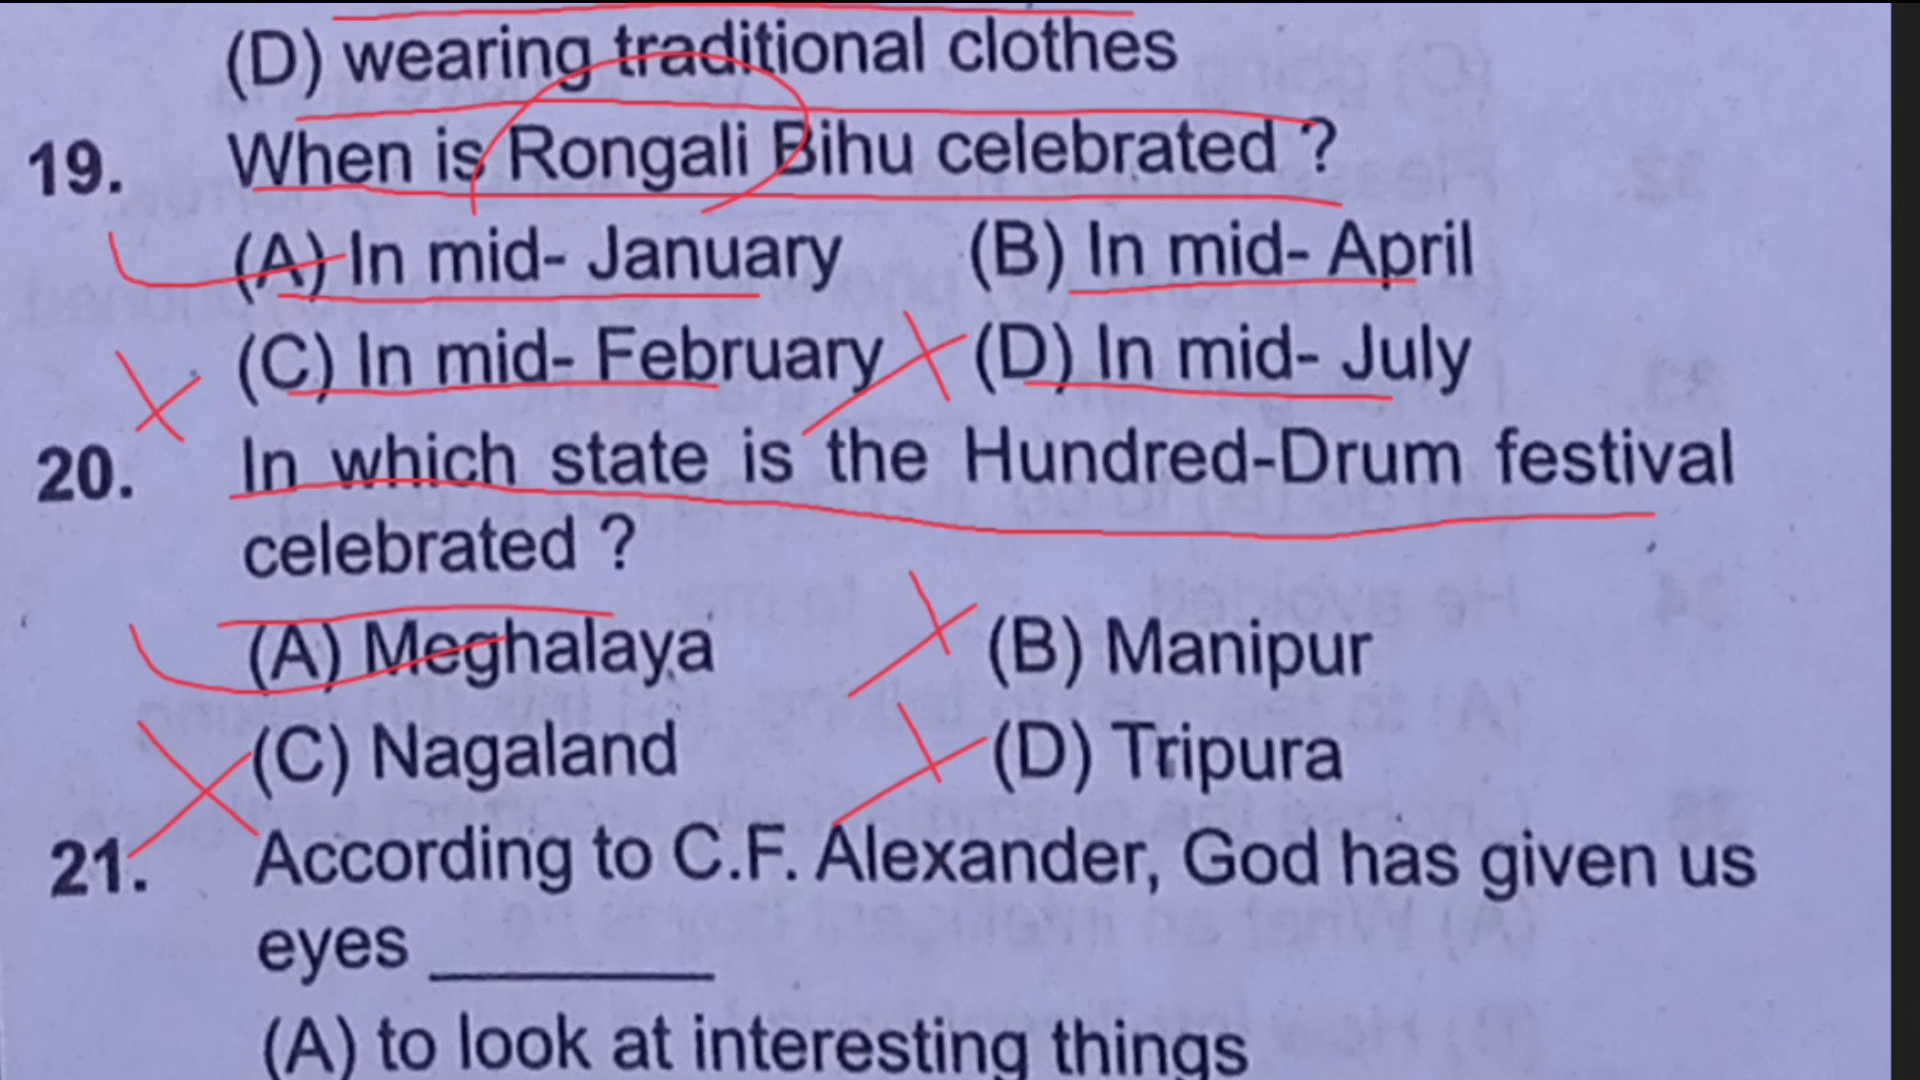 (D) wearing traditional clothes
19. When is Rongali Bihu celebrated ?
(A) In mid- January (B) In mid- April
(C) In mid- February (D) In mid- July
20. In which state is the Hundred-Drum festival
celebrated ?
(A) Meghalaya (B) Manipur
(C) Nagaland (D) Tripura
21. According to C.F. Alexander, God has given us
eyes __________
(A) to look at interesting things